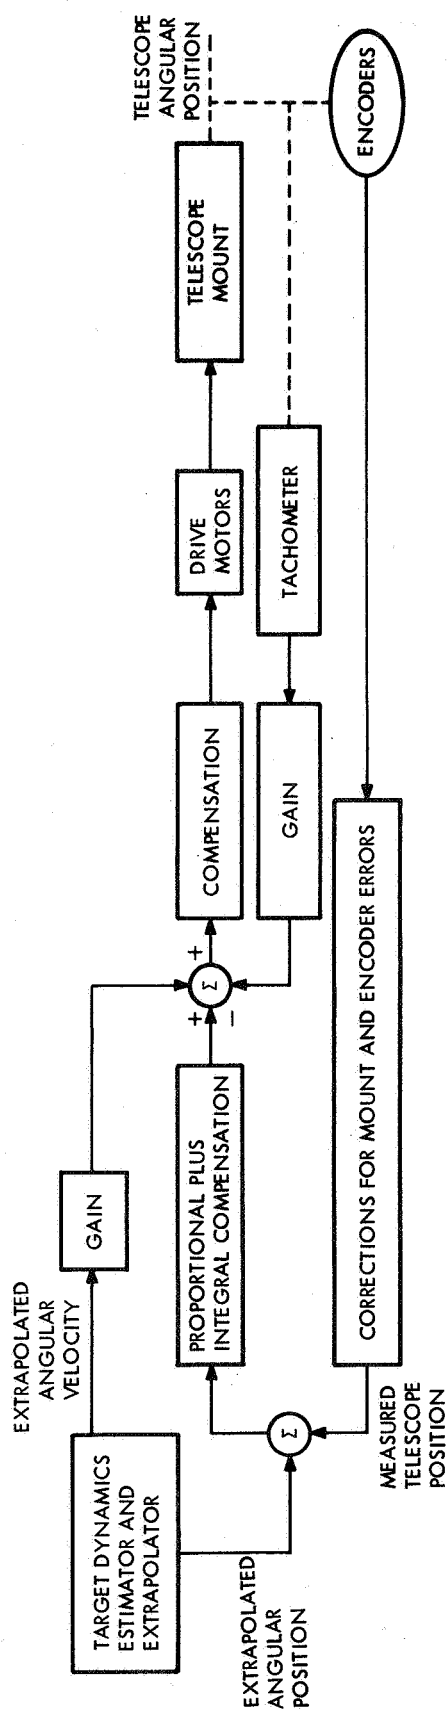 TARGET DYNAMICS
ESTIMATOR AND
EXTRAPOLATOR
EXTRAPOLATED
ANGULAR
VELOCITY
GAIN
EXTRAPOLATED
ANGULAR
POSITION
Σ
PROPORTIONAL PLUS
INTEGRAL COMPENSATION
+
+
−
Σ
COMPENSATION
DRIVE
MOTORS
TELESCOPE
MOUNT
TELESCOPE
ANGULAR
POSITION
GAIN
TACHOMETER
MEASURED
TELESCOPE
POSITION
CORRECTIONS FOR MOUNT AND ENCODER ERRORS
ENCODERS